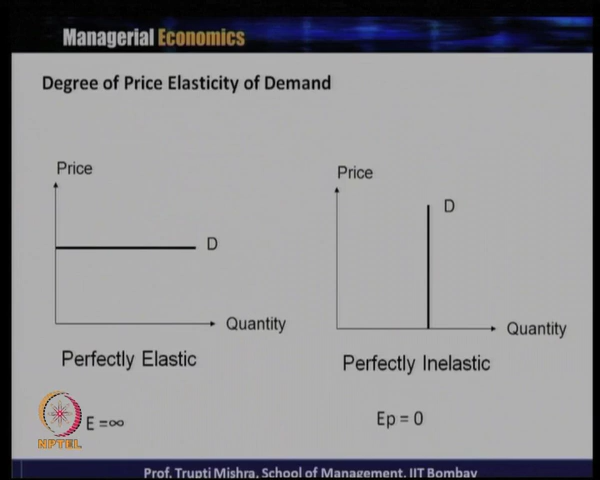 Managerial Economics
Degree of Price Elasticity of Demand
Price
D
Quantity
Perfectly Elastic
E =∞
Price
D
Quantity
Perfectly Inelastic
Ep = 0
NPTEL
Prof. Trupti Mishra, School of Management, IIT Bombay